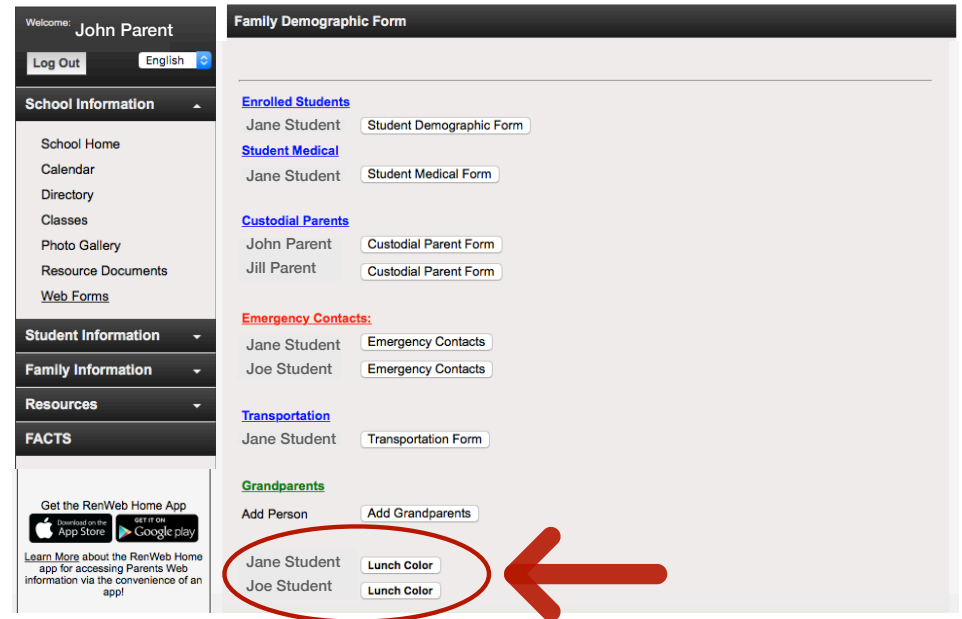 Welcome: John Parent
Log Out English
School Information
School Home
Calendar
Directory
Classes
Photo Gallery
Resource Documents
Web Forms
Student Information
Family Information
Resources
FACTS
Get the RenWeb Home App
Download on the App Store
GET IT ON Google play
Learn More about the RenWeb Home
app for accessing Parents Web
information via the convenience of an
app!
Family Demographic Form
Enrolled Students
Jane Student Student Demographic Form
Student Medical
Jane Student Student Medical Form
Custodial Parents
John Parent Custodial Parent Form
Jill Parent Custodial Parent Form
Emergency Contacts:
Jane Student Emergency Contacts
Joe Student Emergency Contacts
Transportation
Jane Student Transportation Form
Grandparents
Add Person Add Grandparents
Jane Student Lunch Color
Joe Student Lunch Color